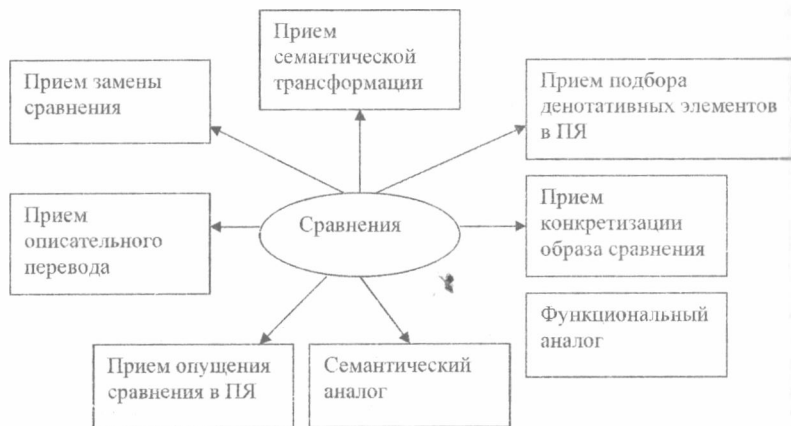 Прием
семантической
трансформации
Прием замены
сравнения
Прием подбора
денотативных элементов
в ПЯ
Прием
описательного
перевода
Сравнения
Прием
конкретизации
образа сравнения
Функциональный
аналог
Прием опущения
сравнения в ПЯ
Семантический
аналог